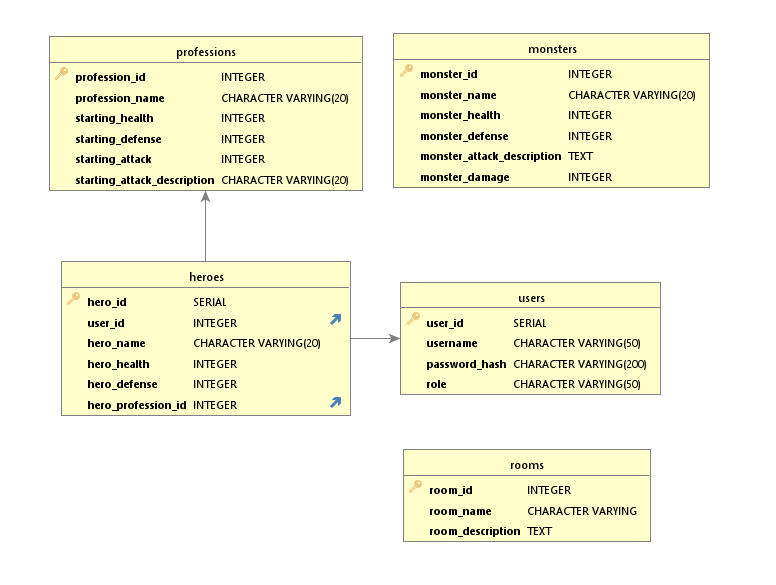 professions
profession_id INTEGER
profession_name CHARACTER VARYING(20)
starting_health INTEGER
starting_defense INTEGER
starting_attack INTEGER
starting_attack_description CHARACTER VARYING(20)
monsters
monster_id INTEGER
monster_name CHARACTER VARYING(20)
monster_health INTEGER
monster_defense INTEGER
monster_attack_description TEXT
monster_damage INTEGER
heroes
hero_id SERIAL
user_id INTEGER
hero_name CHARACTER VARYING(20)
hero_health INTEGER
hero_defense INTEGER
hero_profession_id INTEGER
users
user_id SERIAL
username CHARACTER VARYING(50)
password_hash CHARACTER VARYING(200)
role CHARACTER VARYING(50)
rooms
room_id INTEGER
room_name CHARACTER VARYING
room_description TEXT